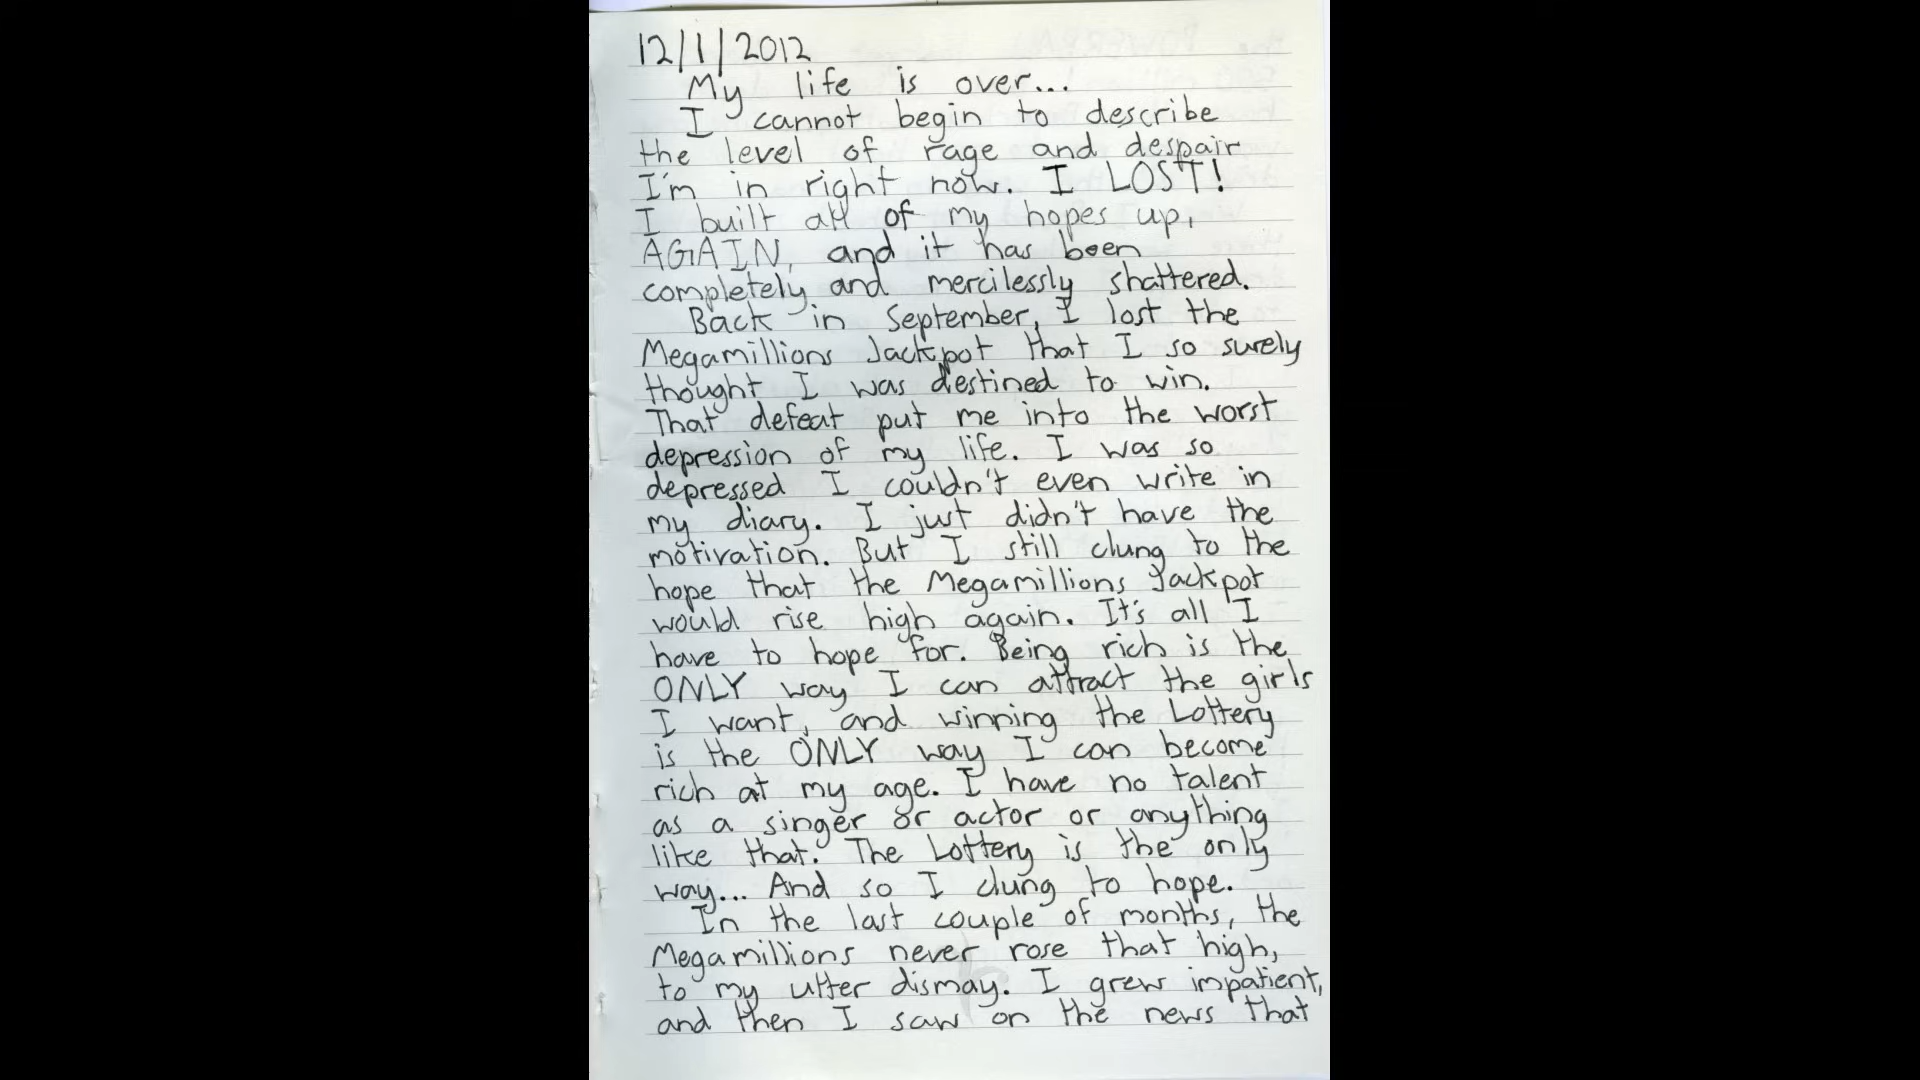 12/1/2012
My life is over...
I cannot begin to describe
the level of rage and despair
I'm in right now. I LOST!
I built all of my hopes up,
AGAIN, and it has been
completely and mercilessly shattered.
Back in September, I lost the
Megamillions Jackpot that I so surely
thought I was destined to win.
That defeat put me into the worst
depression of my life. I was so
depressed I couldn't even write in
my diary. I just didn't have the
motivation. But I still clung to the
hope that the Megamillions Jackpot
would rise high again. It's all I
have to hope for. Being rich is the
ONLY way I can attract the girls
I want, and winning the Lottery
is the ONLY way I can become
rich at my age. I have no talent
as a singer or actor or anything
like that. The Lottery is the only
way... And so I clung to hope.
In the last couple of months, the
Megamillions never rose that high,
to my utter dismay. I grew impatient,
and then I saw on the news that